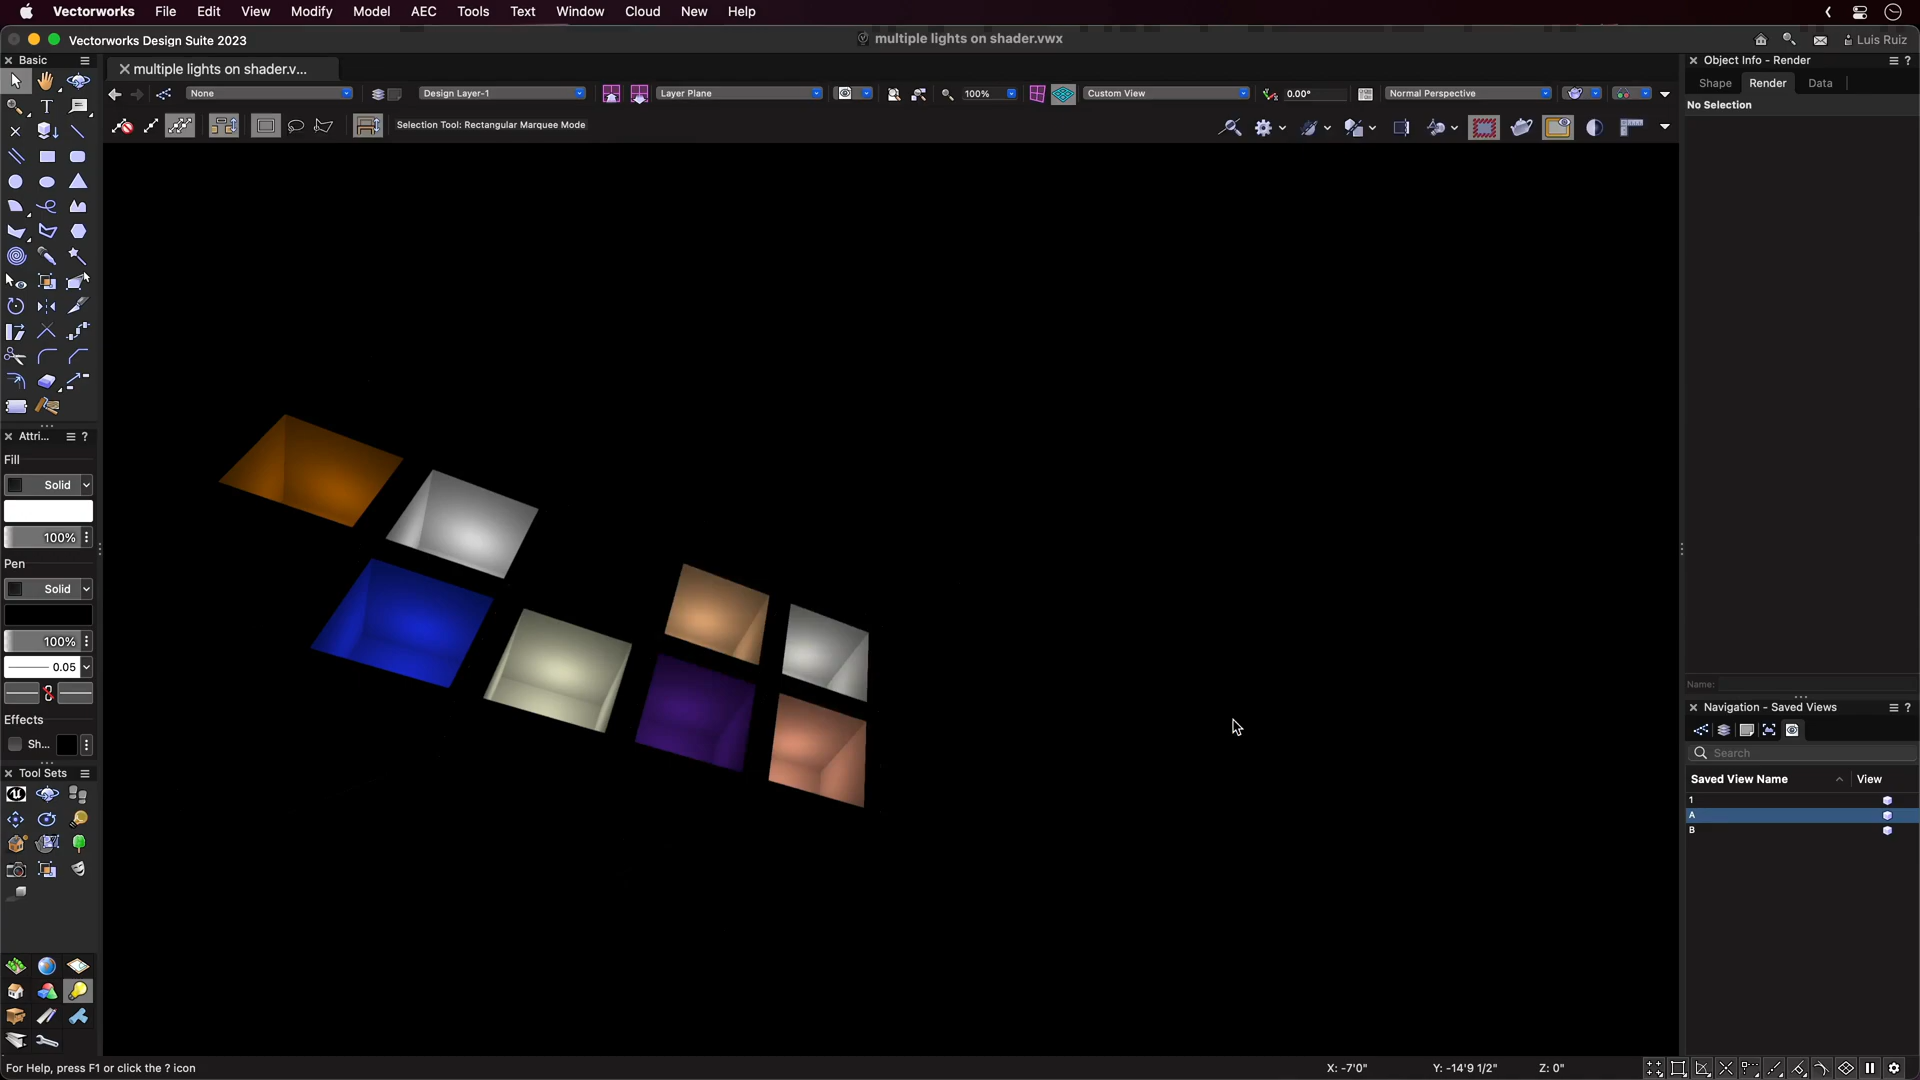 Vectorworks File Edit View Modify Model AEC Tools Text Window Cloud New Help
Vectorworks Design Suite 2023
multiple lights on shader.vwx
Luis Ruiz
Basic
multiple lights on shader.v...
Object Info - Render
?
Shape Render Data
None
Design Layer-1
Layer Plane
100%
Custom View
0.00°
Normal Perspective
No Selection
Selection Tool: Rectangular Marquee Mode
Attri... ?
Fill
Solid
100%
Pen
Solid
100%
0.05
Effects
Sh...
Tool Sets
Name:
Navigation - Saved Views ?
Search
Saved View Name View
1
A
B
For Help, press F1 or click the ? icon
X: -7'0" Y: -14'9 1/2" Z: 0"